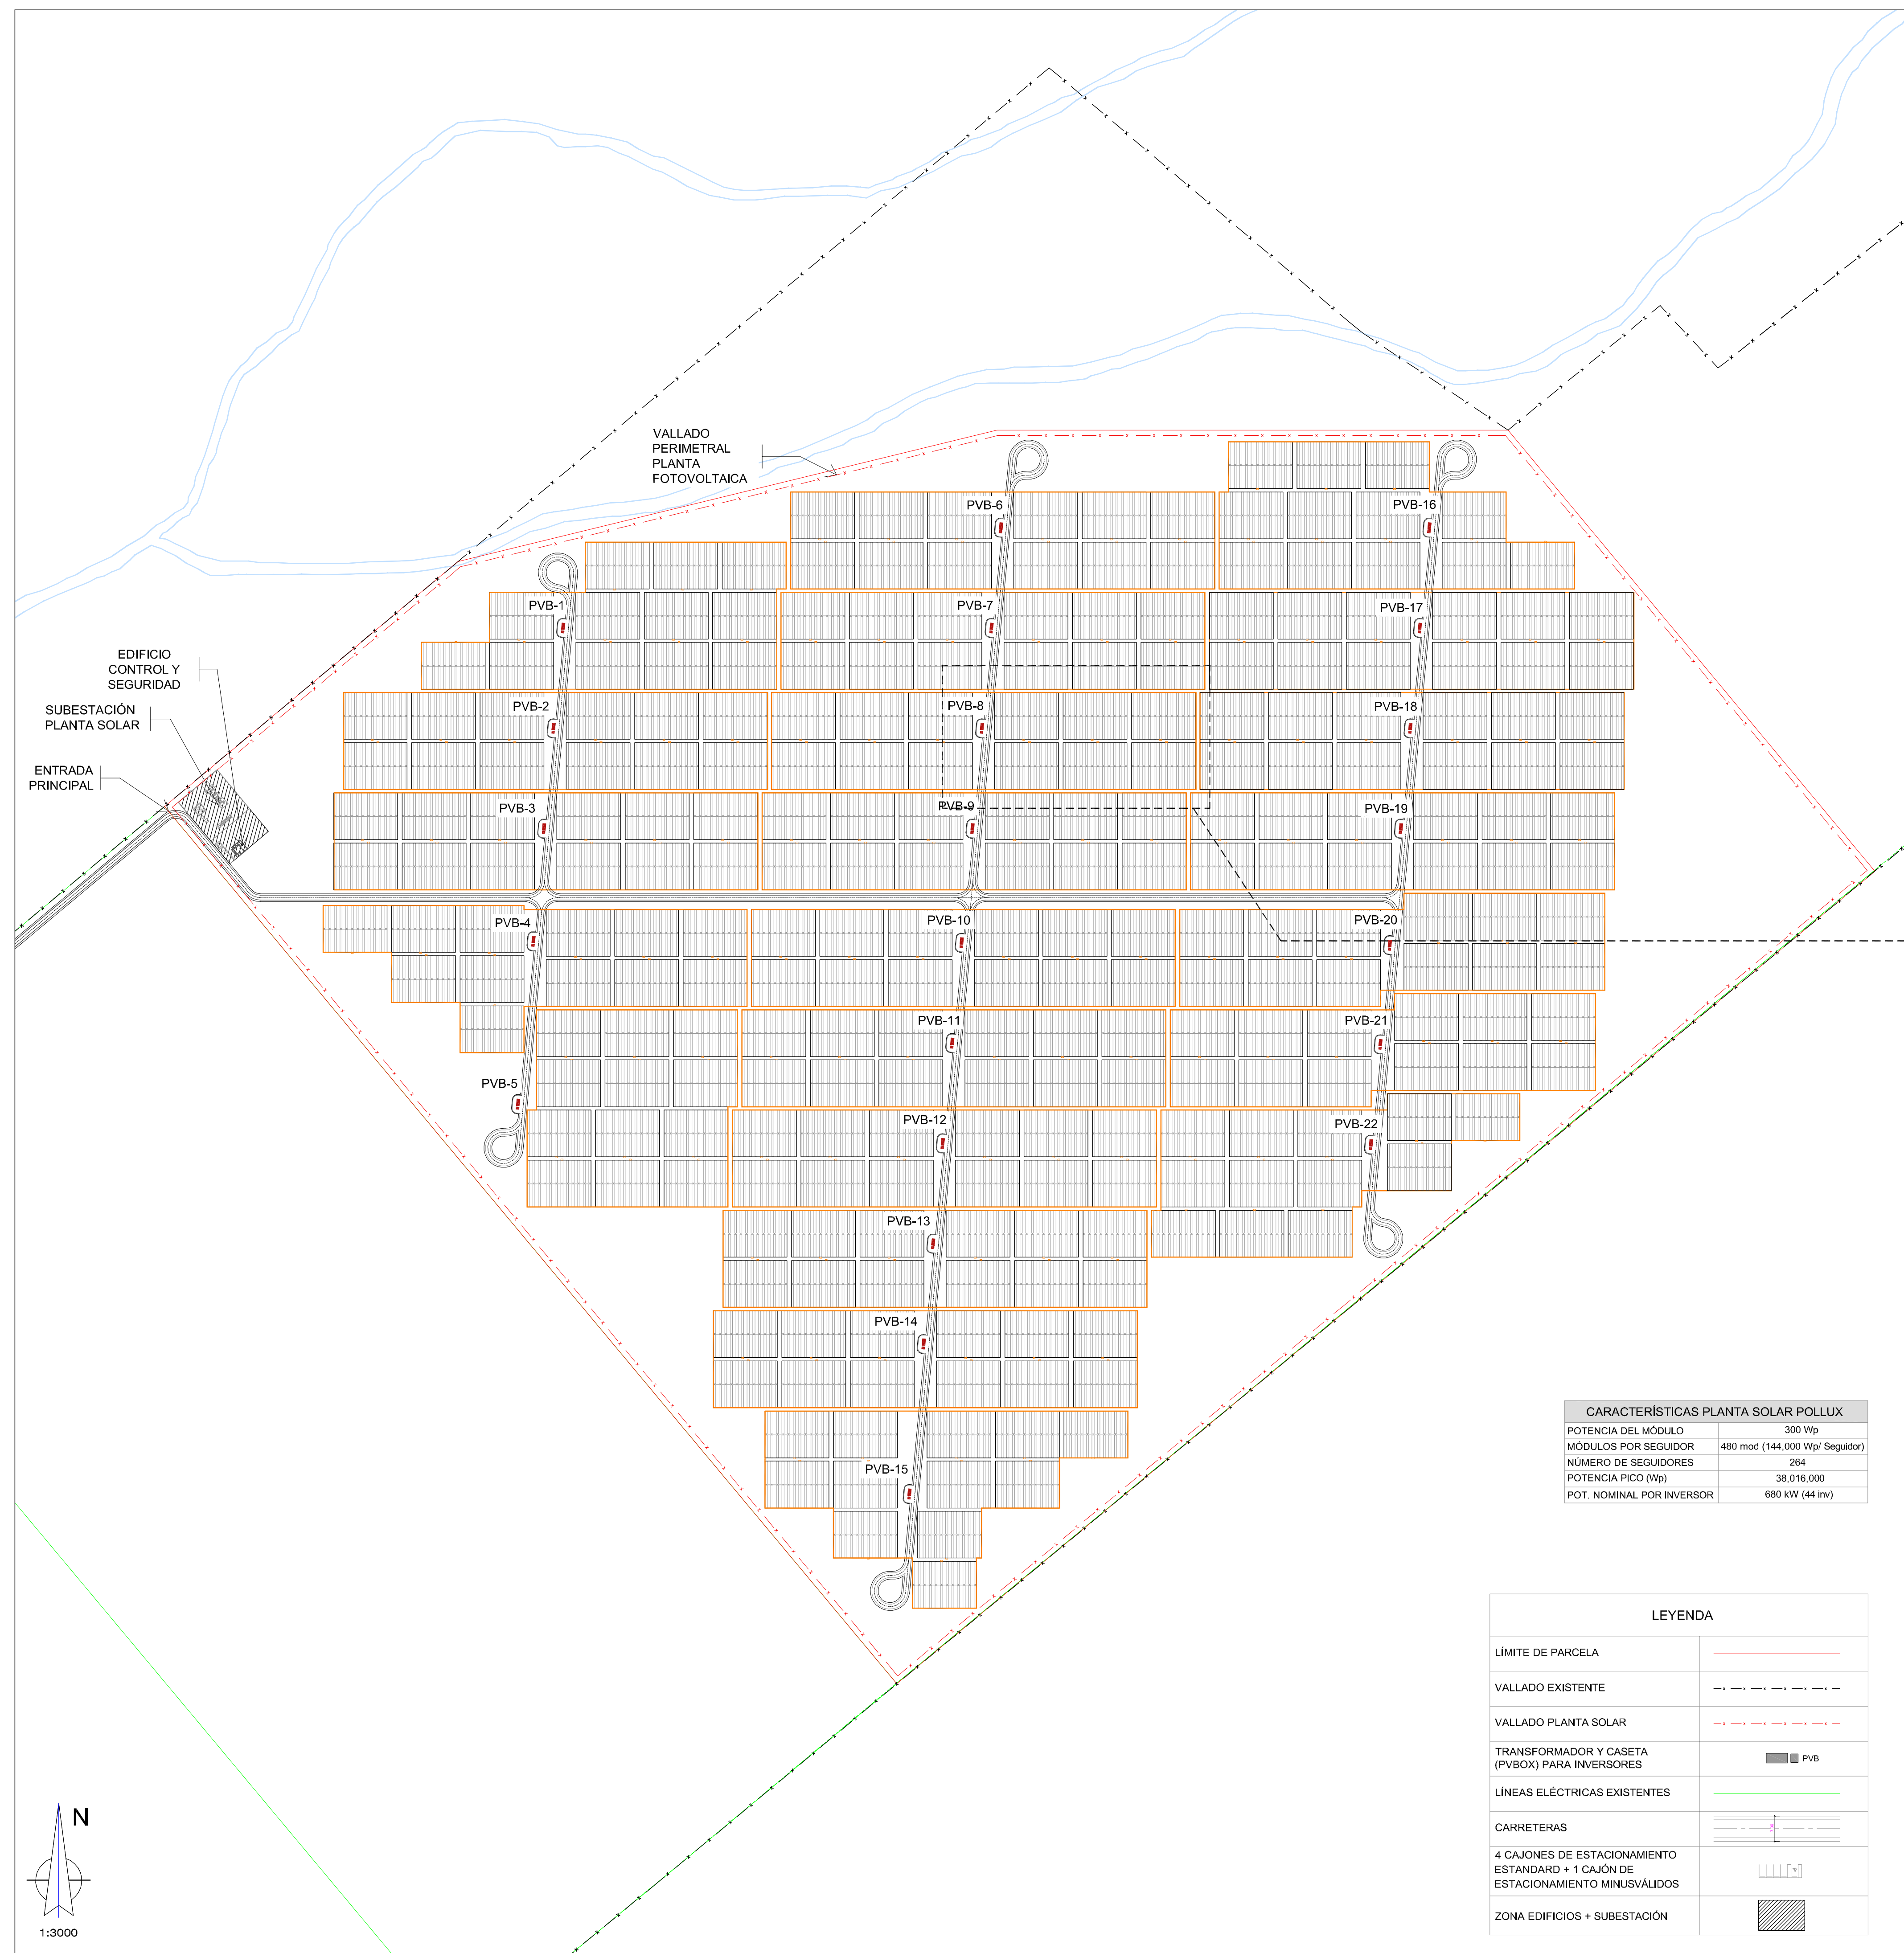 VALLADO
PERIMETRAL
PLANTA
FOTOVOLTAICA
PVB-6
PVB-16
PVB-1
PVB-7
PVB-17
EDIFICIO
CONTROL Y
SEGURIDAD
SUBESTACIÓN
PLANTA SOLAR
ENTRADA
PRINCIPAL
PVB-2
PVB-8
PVB-18
PVB-3
PVB-9
PVB-19
PVB-4
PVB-10
PVB-20
PVB-11
PVB-21
PVB-5
PVB-12
PVB-22
PVB-13
PVB-14
PVB-15
CARACTERÍSTICAS PLANTA SOLAR POLLUX
POTENCIA DEL MÓDULO 300 Wp
MÓDULOS POR SEGUIDOR 480 mod (144,000 Wp/ Seguidor)
NÚMERO DE SEGUIDORES 264
POTENCIA PICO (Wp) 38,016,000
POT. NOMINAL POR INVERSOR 680 kW (44 inv)
LEYENDA
LÍMITE DE PARCELA
VALLADO EXISTENTE
VALLADO PLANTA SOLAR
TRANSFORMADOR Y CASETA
(PVBOX) PARA INVERSORES PVB
LÍNEAS ELÉCTRICAS EXISTENTES
CARRETERAS
4 CAJONES DE ESTACIONAMIENTO
ESTANDARD + 1 CAJÓN DE
ESTACIONAMIENTO MINUSVÁLIDOS
ZONA EDIFICIOS + SUBESTACIÓN
N
1:3000